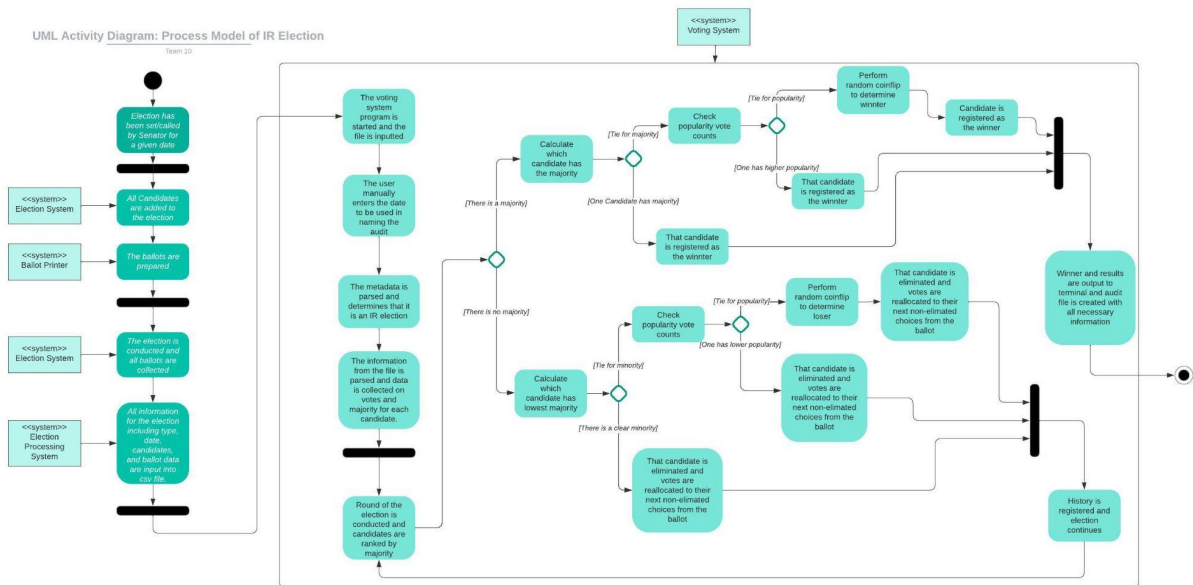 UML Activity Diagram: Process Model of IR Election
Team 10
Election has
been set/called
by Senator for
a given date
<<system>>
Election System
All Candidates
are added to
the election
<<system>>
Ballot Printer
The ballots are
prepared
<<system>>
Election System
The election is
conducted and
all ballots are
collected
<<system>>
Election
Processing
System
All information
for the election
including type,
date,
candidates,
and ballot data
are input into
csv file.
<<system>>
Voting System
The voting
system
program is
started and the
file is inputted
The user
manually
enters the date
to be used in
naming the
audit
The metadata is
parsed and
determines that it
is an IR election
The information
from the file is
parsed and data
is collected on
votes and
majority for each
candidate.
Round of the
election is
conducted and
candidates are
ranked by
majority
[There is a majority]
[There is no majority]
Calculate
which
candidate has
the majority
[Tie for majority]
[One Candidate has majority]
Check
popularity vote
counts
[Tie for popularity]
[One has higher popularity]
Perform
random coinflip
to determine
winnter
Candidate is
registered as
the winner
That candidate
is registered as
the winnter
That candidate
is registered as
the winnter
Winner and results
are output to
terminal and audit
file is created with
all necessary
information
Calculate
which
candidate has
lowest majority
[Tie for minority]
[There is a clear minority]
Check
popularity vote
counts
[Tie for popularity]
[One has lower popularity]
Perform
random coinflip
to determine
loser
That candidate is
eliminated and
votes are
reallocated to their
next non-elimated
choices from the
ballot
That candidate is
eliminated and
votes are
reallocated to their
next non-elimated
choices from the
ballot
That candidate is
eliminated and
votes are
reallocated to their
next non-elimated
choices from the
ballot
History is
registered and
election
continues